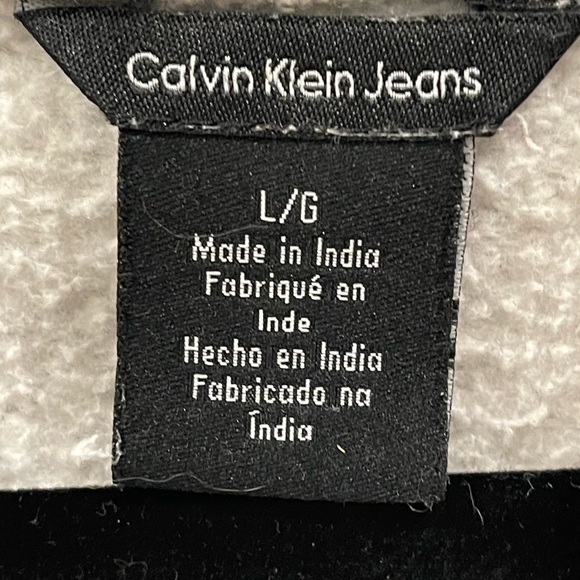 Calvin Klein Jeans
L/G
Made in India
Fabriqué en
Inde
Hecho en India
Fabricado na
Índia